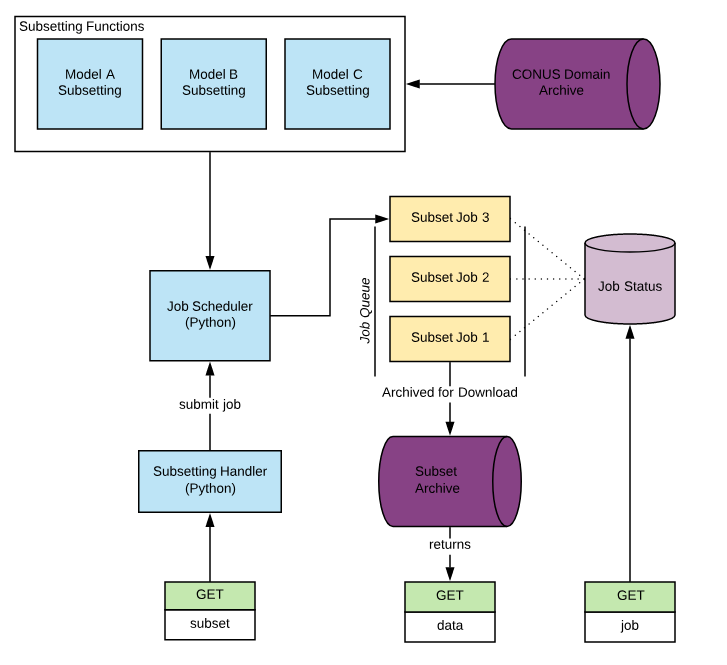 Subsetting Functions
Model A
Subsetting
Model B
Subsetting
Model C
Subsetting
CONUS Domain
Archive
Subset Job 3
Subset Job 2
Subset Job 1
Job Queue
Job Status
Job Scheduler
(Python)
submit job
Archived for Download
Subsetting Handler
(Python)
Subset
Archive
returns
GET
subset
GET
data
GET
job